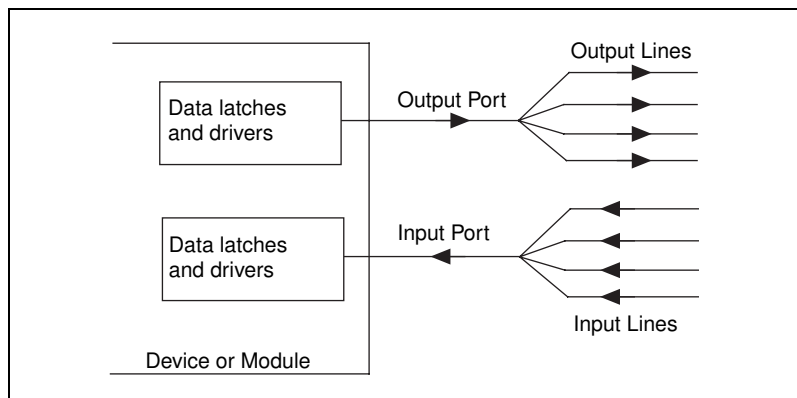 Output Lines
Data latches
and drivers
Output Port
Data latches
and drivers
Input Port
Input Lines
Device or Module